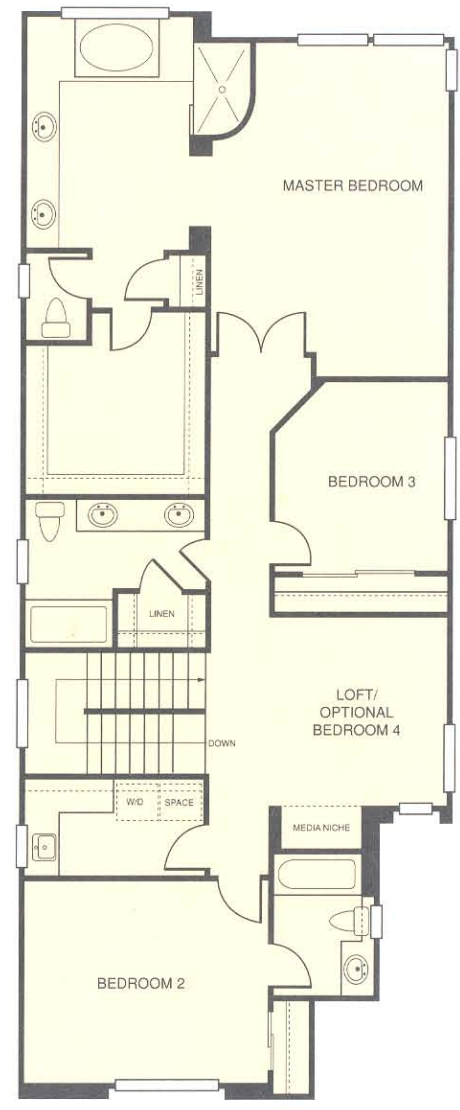 MASTER BEDROOM
LINEN
BEDROOM 3
LINEN
LOFT/
OPTIONAL
BEDROOM 4
DOWN
W/D
SPACE
MEDIA NICHE
BEDROOM 2